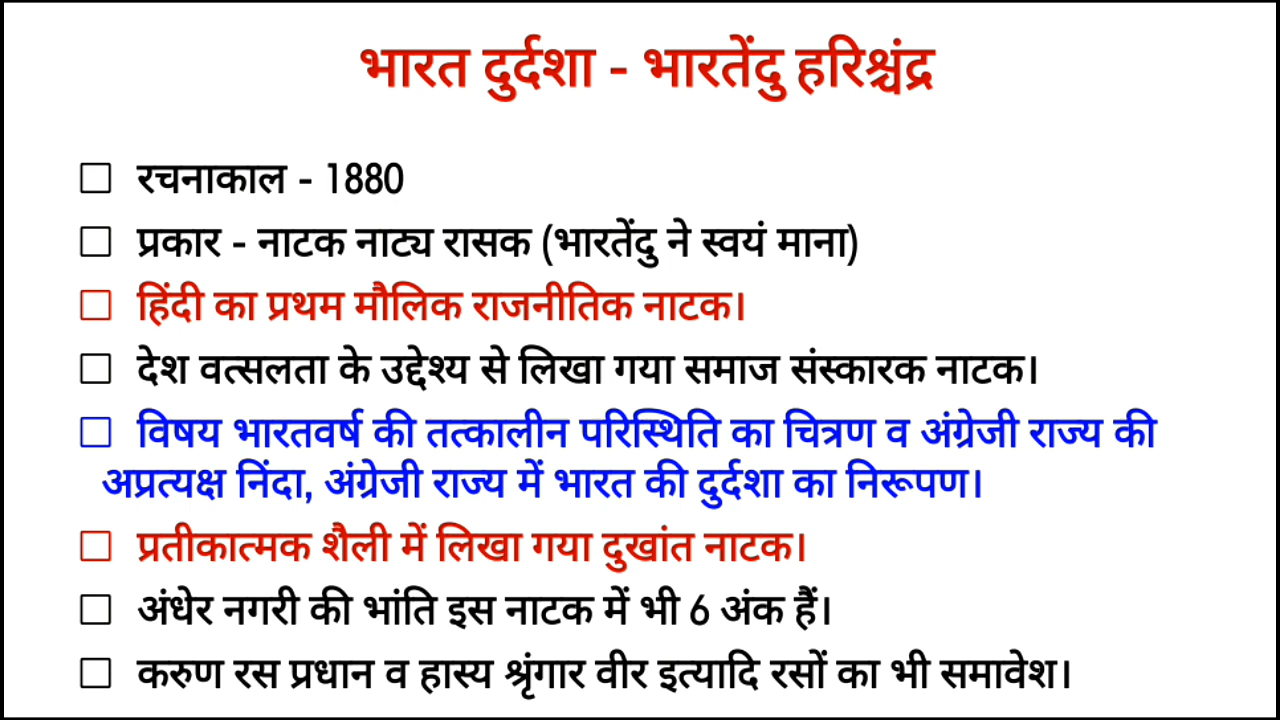 भारत दुर्दशा - भारतेंदु हरिश्चंद्र
☐ रचनाकाल - 1880
☐ प्रकार - नाटक नाट्य रासक (भारतेंदु ने स्वयं माना)
☐ हिंदी का प्रथम मौलिक राजनीतिक नाटक।
☐ देश वत्सलता के उद्देश्य से लिखा गया समाज संस्कारक नाटक।
☐ विषय भारतवर्ष की तत्कालीन परिस्थिति का चित्रण व अंग्रेजी राज्य की
अप्रत्यक्ष निंदा, अंग्रेजी राज्य में भारत की दुर्दशा का निरूपण।
☐ प्रतीकात्मक शैली में लिखा गया दुखांत नाटक।
☐ अंधेर नगरी की भांति इस नाटक में भी 6 अंक हैं।
☐ करुण रस प्रधान व हास्य श्रृंगार वीर इत्यादि रसों का भी समावेश।